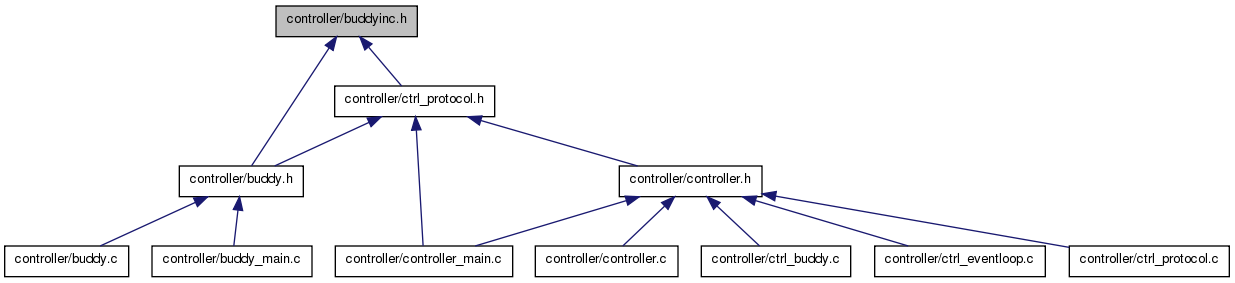 controller/buddyinc.h
controller/ctrl_protocol.h
controller/buddy.h
controller/controller.h
controller/buddy.c
controller/buddy_main.c
controller/controller_main.c
controller/controller.c
controller/ctrl_buddy.c
controller/ctrl_eventloop.c
controller/ctrl_protocol.c